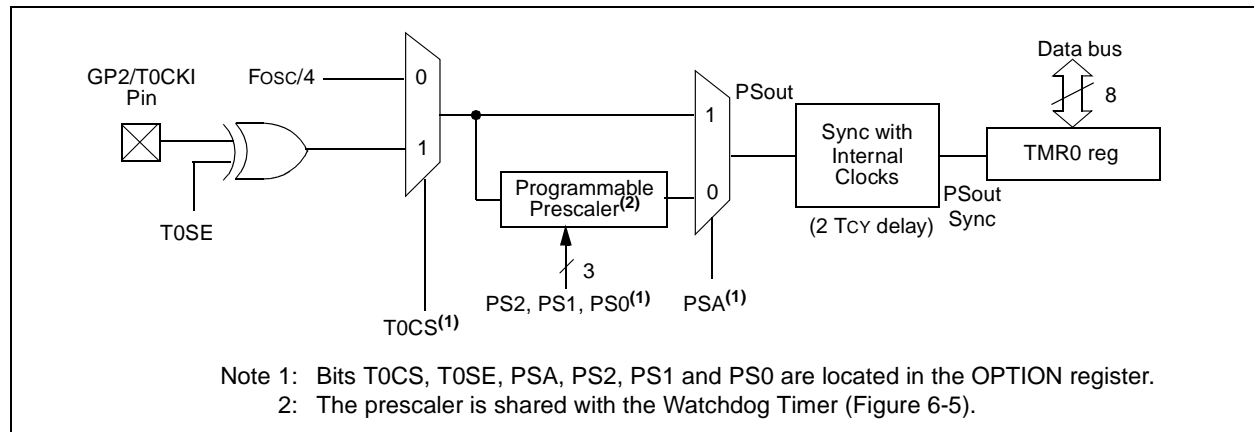 Data bus
GP2/T0CKI
Pin
FOSC/4
0
1
T0SE
T0CS(1)
Programmable
Prescaler(2)
3
PS2, PS1, PS0(1)
1
0
PSA(1)
PSout
Sync with
Internal
Clocks
(2 TCY delay)
PSout
Sync
8
TMR0 reg
Note 1: Bits T0CS, T0SE, PSA, PS2, PS1 and PS0 are located in the OPTION register.
2: The prescaler is shared with the Watchdog Timer (Figure 6-5).